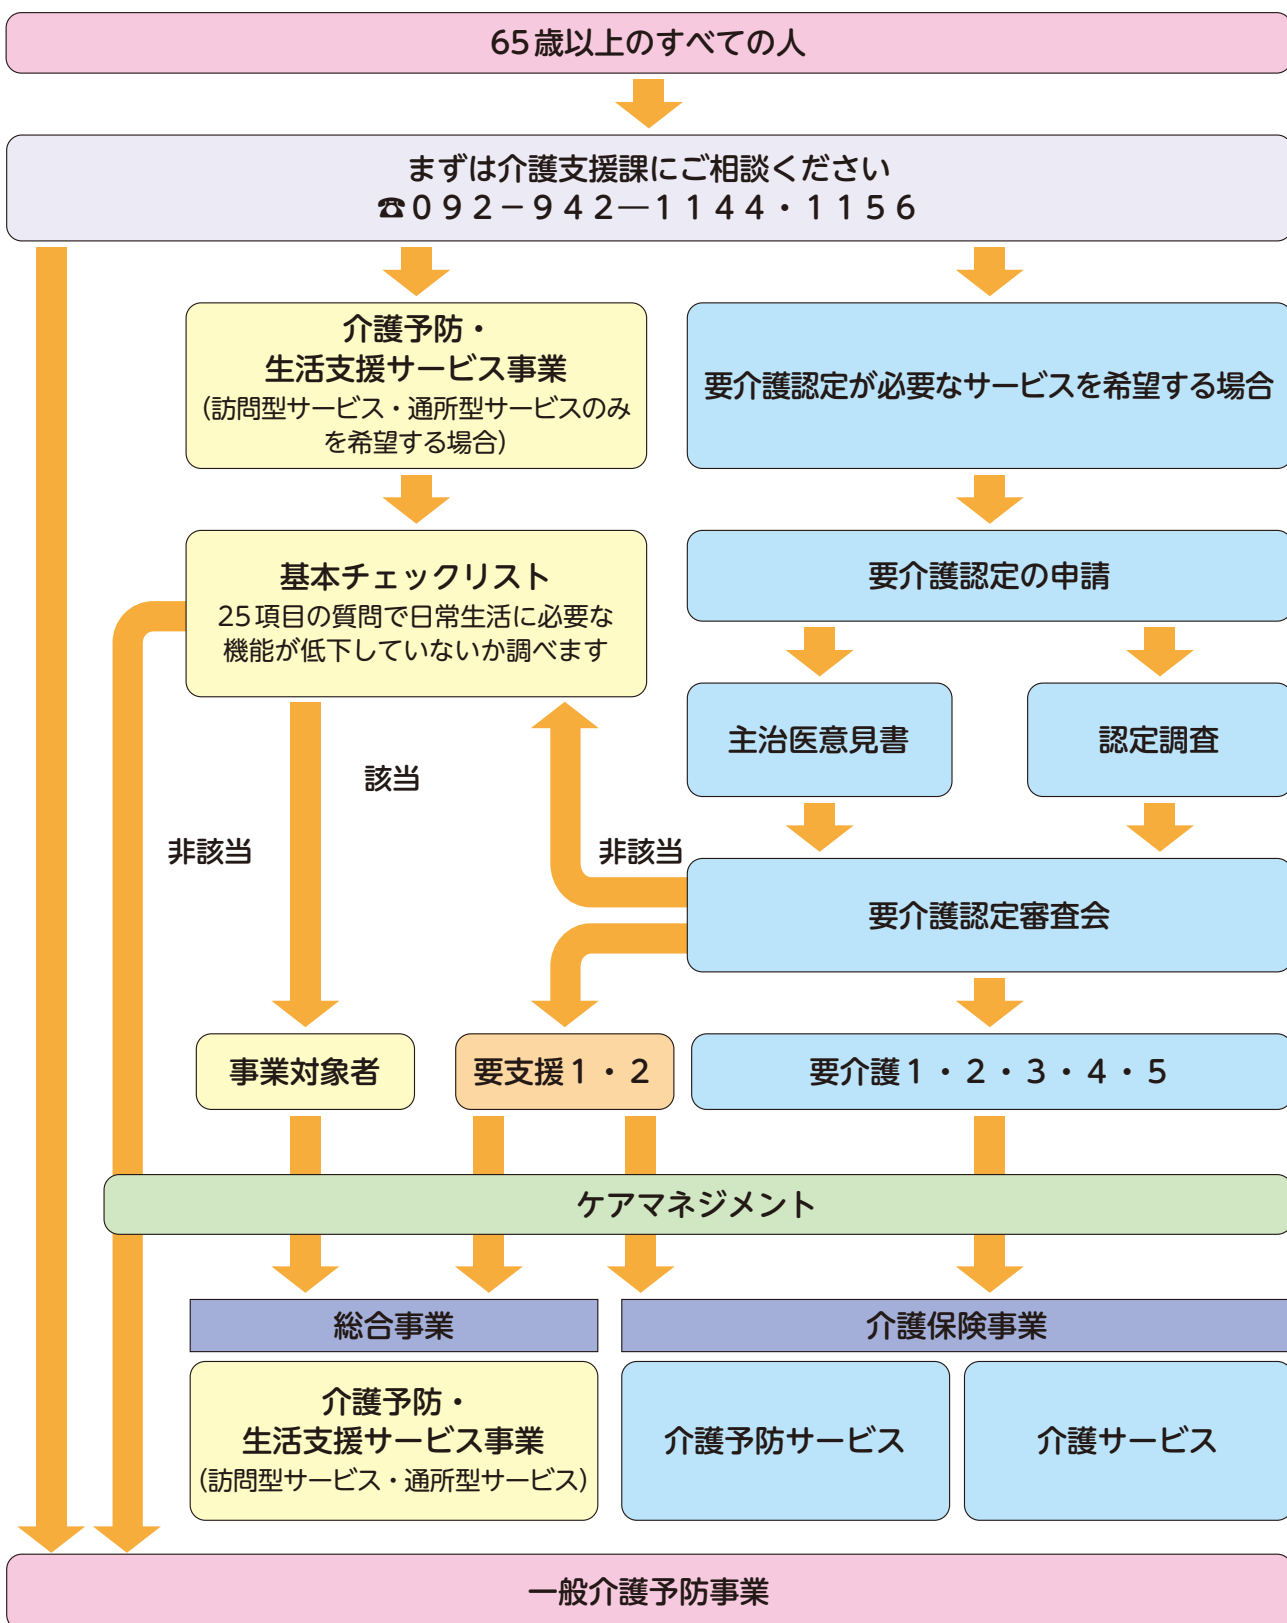 65歳以上のすべての人
まずは介護支援課にご相談ください
☎092－942―1144・1156
介護予防・
生活支援サービス事業
(訪問型サービス・通所型サービスのみ
を希望する場合)
要介護認定が必要なサービスを希望する場合
基本チェックリスト
25項目の質問で日常生活に必要な
機能が低下していないか調べます
要介護認定の申請
主治医意見書
認定調査
該当
非該当
非該当
要介護認定審査会
事業対象者
要支援1・2
要介護1・2・3・4・5
ケアマネジメント
総合事業
介護保険事業
介護予防・
生活支援サービス事業
(訪問型サービス・通所型サービス)
介護予防サービス
介護サービス
一般介護予防事業